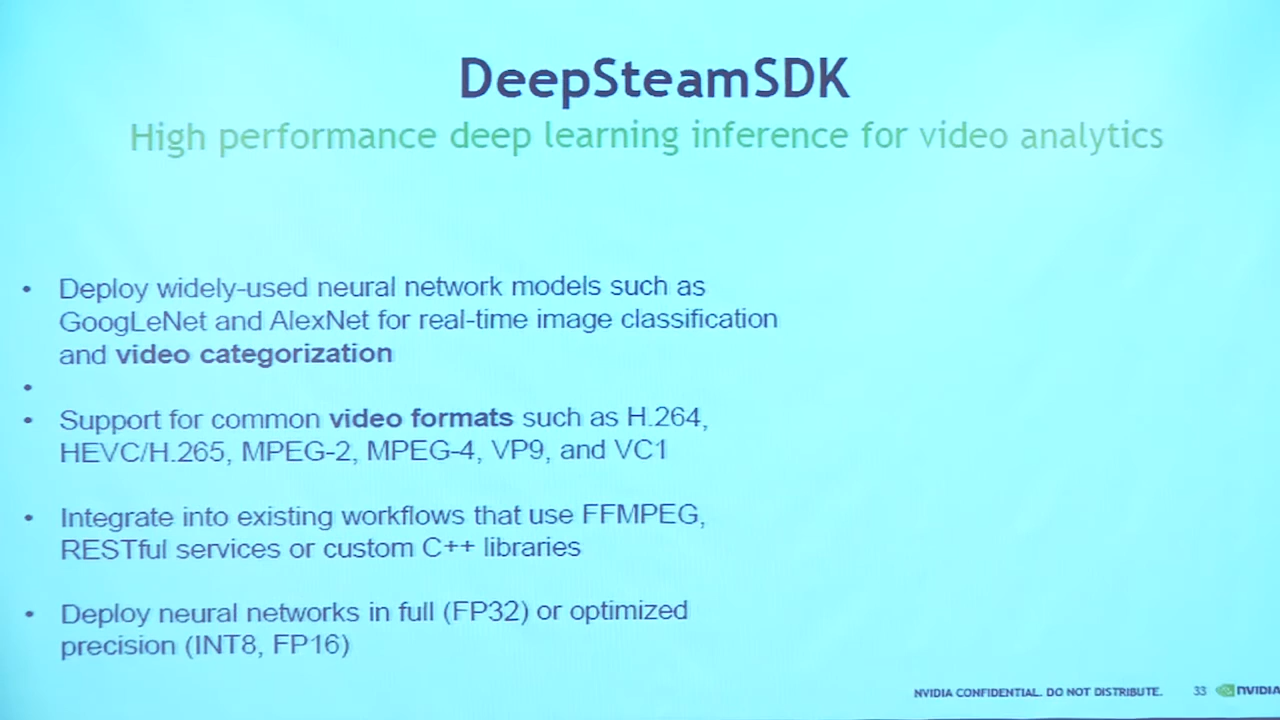 DeepSteamSDK
High performance deep learning inference for video analytics
• Deploy widely-used neural network models such as
GoogLeNet and AlexNet for real-time image classification
and video categorization
•
• Support for common video formats such as H.264,
HEVC/H.265, MPEG-2, MPEG-4, VP9, and VC1
• Integrate into existing workflows that use FFMPEG,
RESTful services or custom C++ libraries
• Deploy neural networks in full (FP32) or optimized
precision (INT8, FP16)
NVIDIA CONFIDENTIAL. DO NOT DISTRIBUTE. 33 NVIDIA